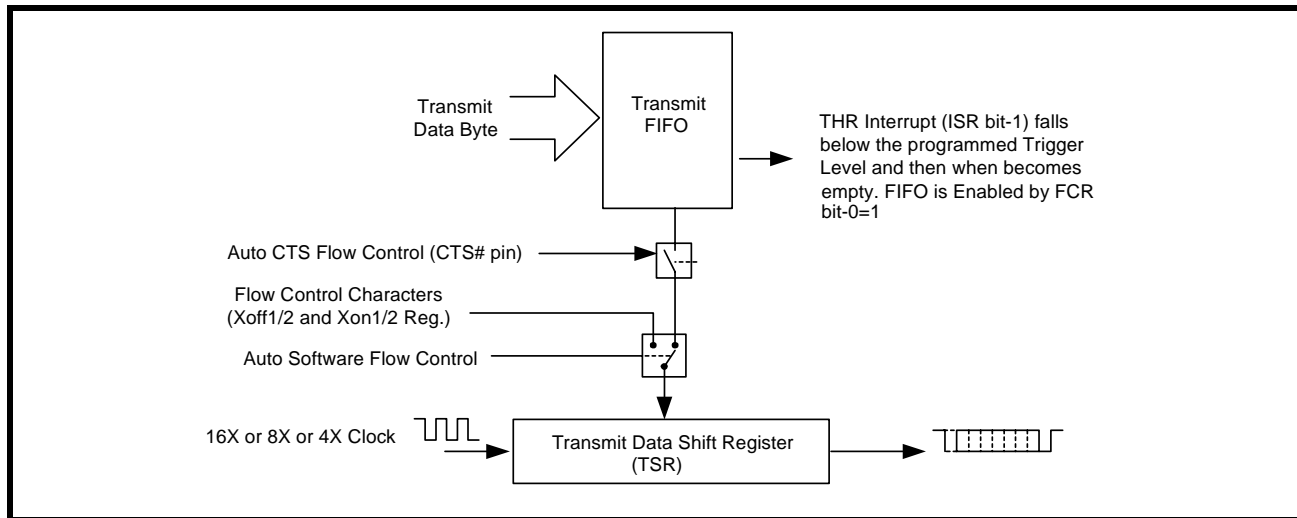 Transmit
Data Byte
Transmit
FIFO
THR Interrupt (ISR bit-1) falls
below the programmed Trigger
Level and then when becomes
empty. FIFO is Enabled by FCR
bit-0=1
Auto CTS Flow Control (CTS# pin)
Flow Control Characters
(Xoff1/2 and Xon1/2 Reg.)
Auto Software Flow Control
16X or 8X or 4X Clock
Transmit Data Shift Register
(TSR)